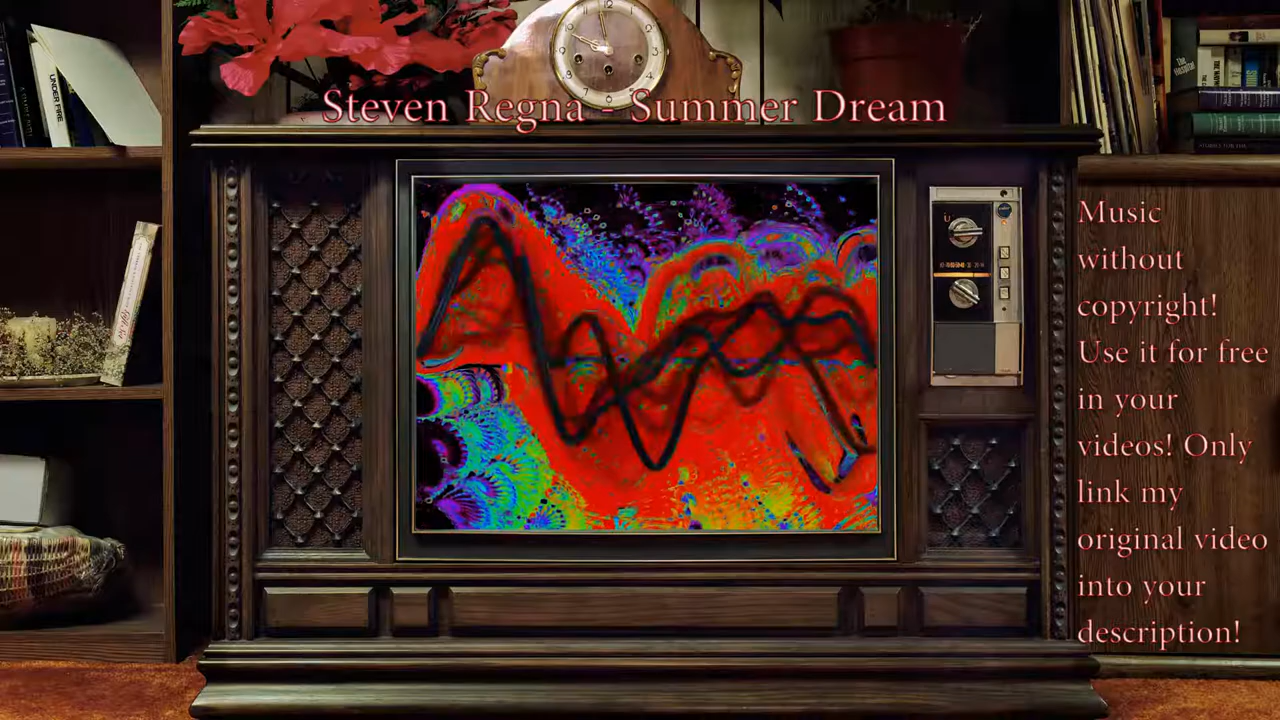 Steven Regna - Summer Dream
UNDER FIRE
Music
without
copyright!
Use it for free
in your
videos! Only
link my
original video
into your
description!